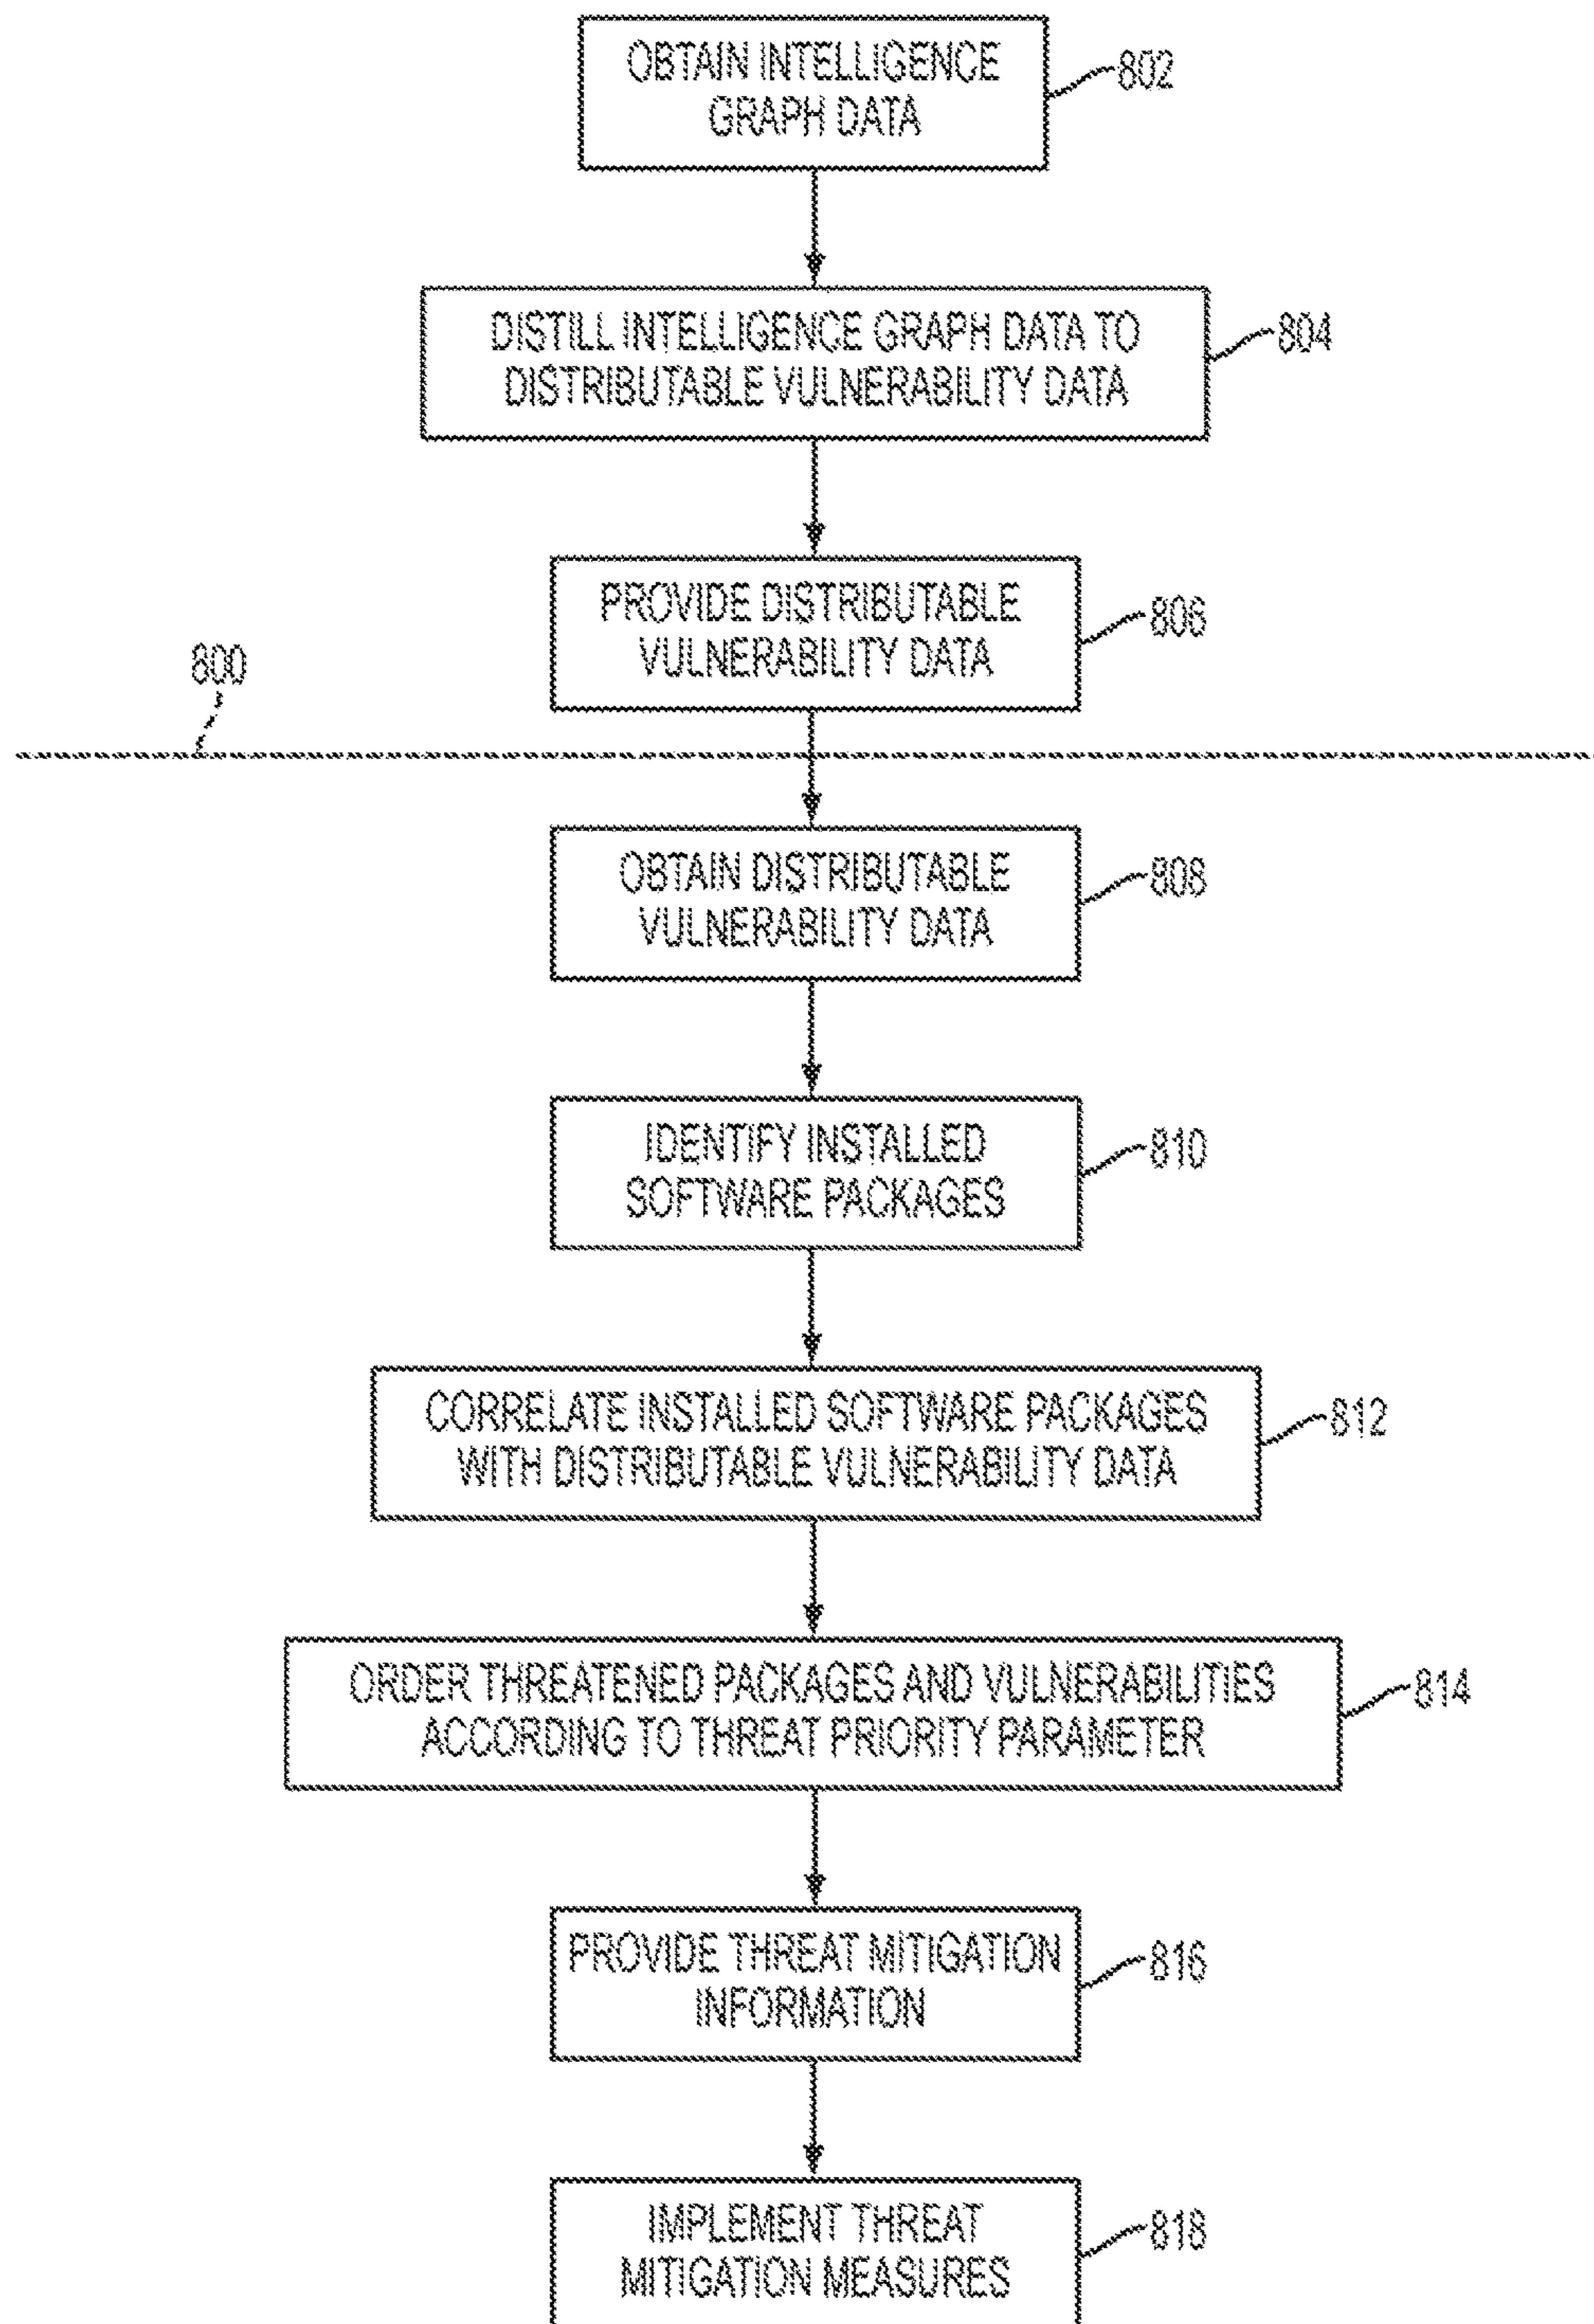 OBTAIN INTELLIGENCE
GRAPH DATA
802
DISTILL INTELLIGENCE GRAPH DATA TO
DISTRIBUTABLE VULNERABILITY DATA
804
PROVIDE DISTRIBUTABLE
VULNERABILITY DATA
806
800
OBTAIN DISTRIBUTABLE
VULNERABILITY DATA
808
IDENTIFY INSTALLED
SOFTWARE PACKAGES
810
CORRELATE INSTALLED SOFTWARE PACKAGES
WITH DISTRIBUTABLE VULNERABILITY DATA
812
ORDER THREATENED PACKAGES AND VULNERABILITIES
ACCORDING TO THREAT PRIORITY PARAMETER
814
PROVIDE THREAT MITIGATION
INFORMATION
816
IMPLEMENT THREAT
MITIGATION MEASURES
818